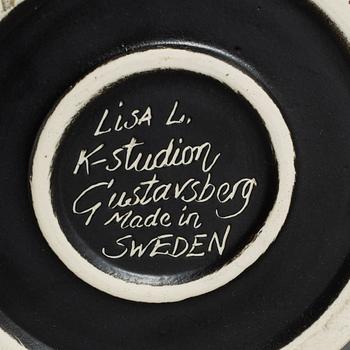 LISA L.
K-studion
Gustavsberg
Made in
SWEDEN